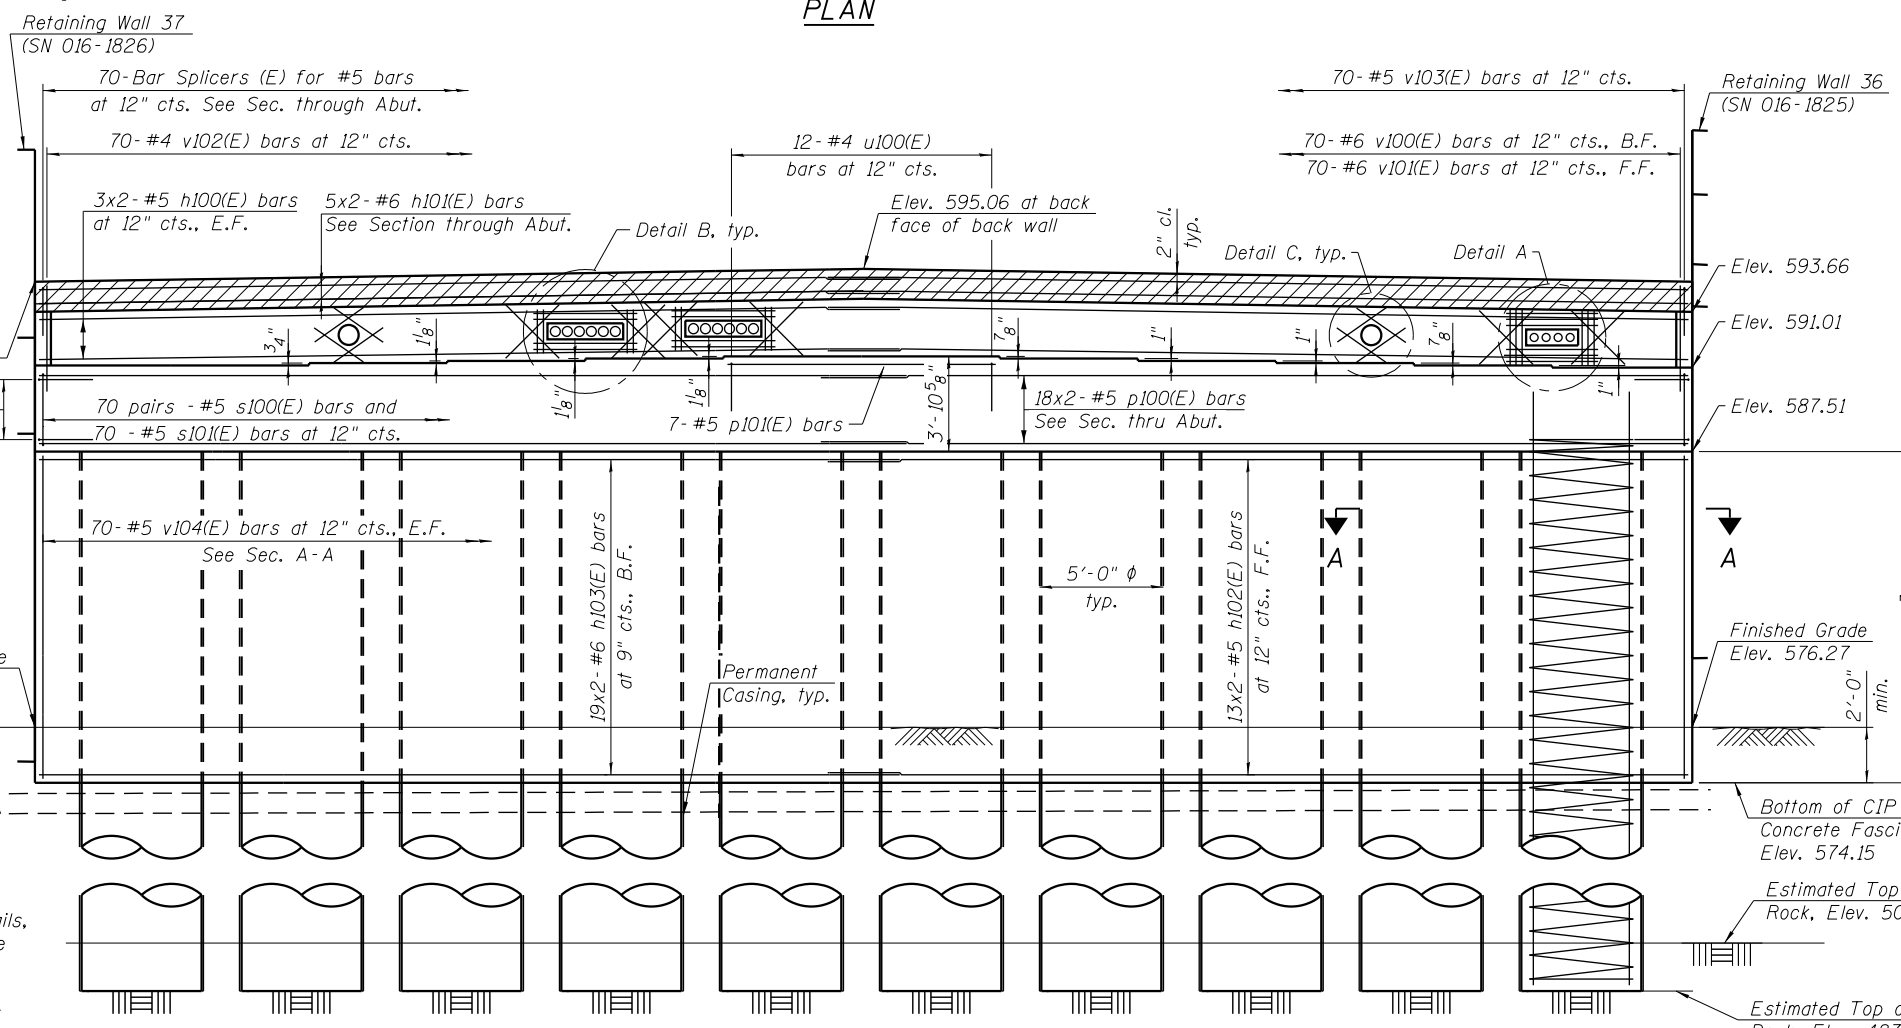 PLAN
Retaining Wall 37
(SN 016-1826)
70-Bar Splicers (E) for #5 bars
at 12" cts. See Sec. through Abut.
70-#5 v103(E) bars at 12" cts.
Retaining Wall 36
(SN 016-1825)
70-#4 v102(E) bars at 12" cts.
12-#4 u100(E)
bars at 12" cts.
70-#6 v100(E) bars at 12" cts., B.F.
70-#6 v101(E) bars at 12" cts., F.F.
3x2-#5 h100(E) bars
at 12" cts., E.F.
5x2-#6 h101(E) bars
See Section through Abut.
Detail B, typ.
Elev. 595.06 at back
face of back wall
2" cl.
typ.
Detail C, typ.
Detail A
Elev. 593.66
Elev. 591.01
3/4"
1 1/8"
1 1/8"
1 1/8"
7/8"
1"
1"
7/8"
1"
70 pairs -#5 s100(E) bars and
70 -#5 s101(E) bars at 12" cts.
7-#5 p101(E) bars
3'-10 5/8"
18x2-#5 p100(E) bars
See Sec. thru Abut.
Elev. 587.51
70-#5 v104(E) bars at 12" cts., E.F.
See Sec. A-A
19x2-#6 h103(E) bars
at 9" cts., B.F.
5'-0" ϕ
typ.
13x2-#5 h102(E) bars
at 12" cts., F.F.
A
A
Permanent
Casing, typ.
Finished Grade
Elev. 576.27
2'-0"
min.
Bottom of CIP
Concrete Fasci
Elev. 574.15
Estimated Top
Rock, Elev. 50
ils,
e
e
Estimated Top